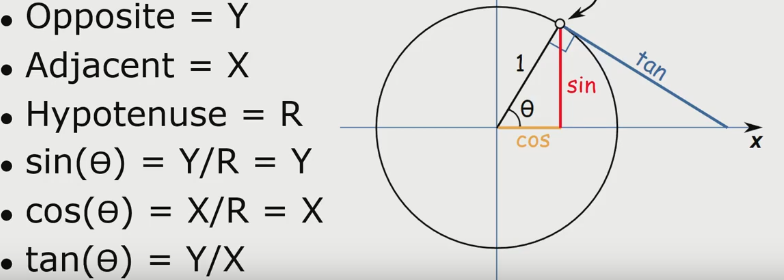 • Opposite = Y
• Adjacent = X
• Hypotenuse = R
• sin(θ) = Y/R = Y
• cos(θ) = X/R = X
• tan(θ) = Y/X
1
θ
sin
cos
tan
x